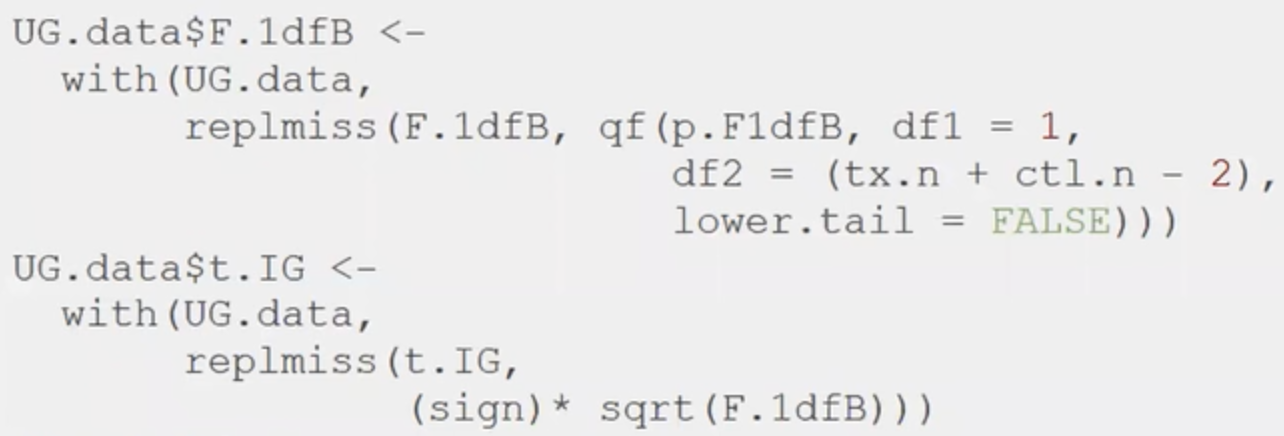 UG.data$F.1dfB <-
with(UG.data,
replmiss(F.1dfB, qf(p.F1dfB, df1 = 1,
df2 = (tx.n + ctl.n - 2),
lower.tail = FALSE)))
UG.data$t.IG <-
with(UG.data,
replmiss(t.IG,
(sign)* sqrt(F.1dfB)))